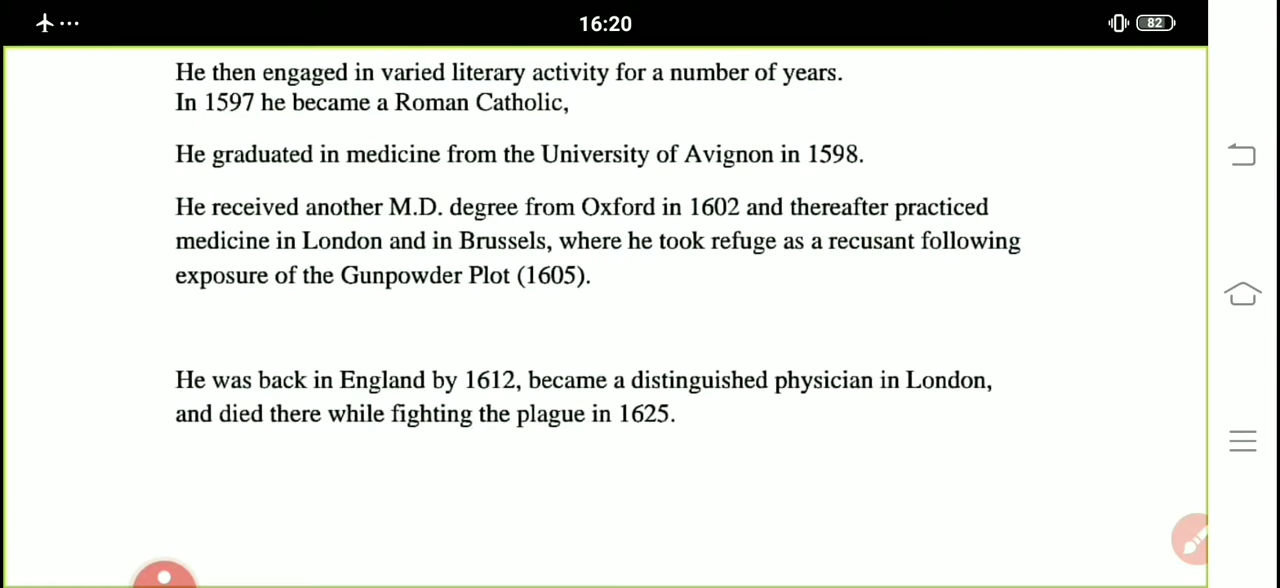 16:20
82
He then engaged in varied literary activity for a number of years.
In 1597 he became a Roman Catholic,
He graduated in medicine from the University of Avignon in 1598.
He received another M.D. degree from Oxford in 1602 and thereafter practiced
medicine in London and in Brussels, where he took refuge as a recusant following
exposure of the Gunpowder Plot (1605).
He was back in England by 1612, became a distinguished physician in London,
and died there while fighting the plague in 1625.